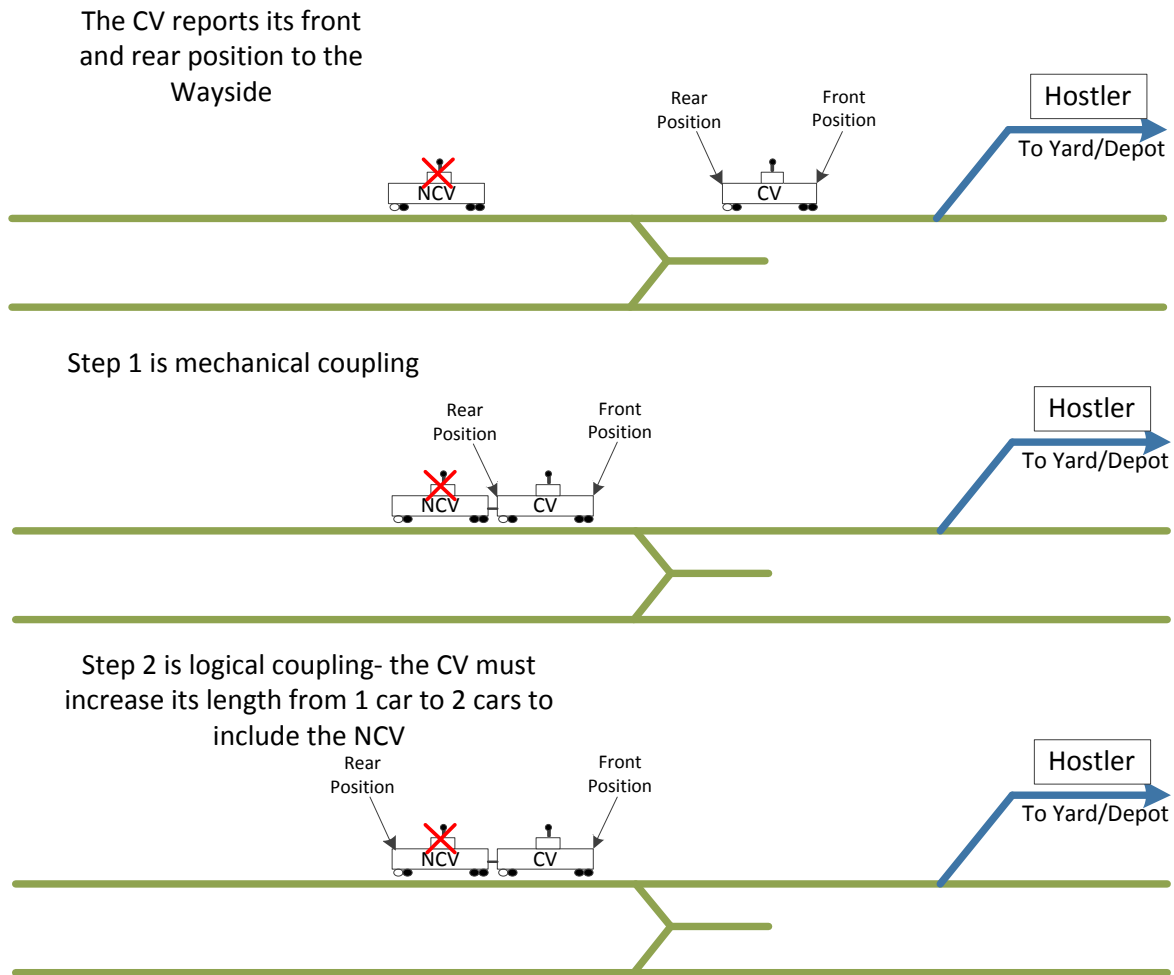 The CV reports its front
and rear position to the
Wayside
Rear
Position
Front
Position
Hostler
To Yard/Depot
NCV
CV
Step 1 is mechanical coupling
Rear
Position
Front
Position
Hostler
To Yard/Depot
NCV
CV
Step 2 is logical coupling- the CV must
increase its length from 1 car to 2 cars to
include the NCV
Rear
Position
Front
Position
Hostler
To Yard/Depot
NCV
CV